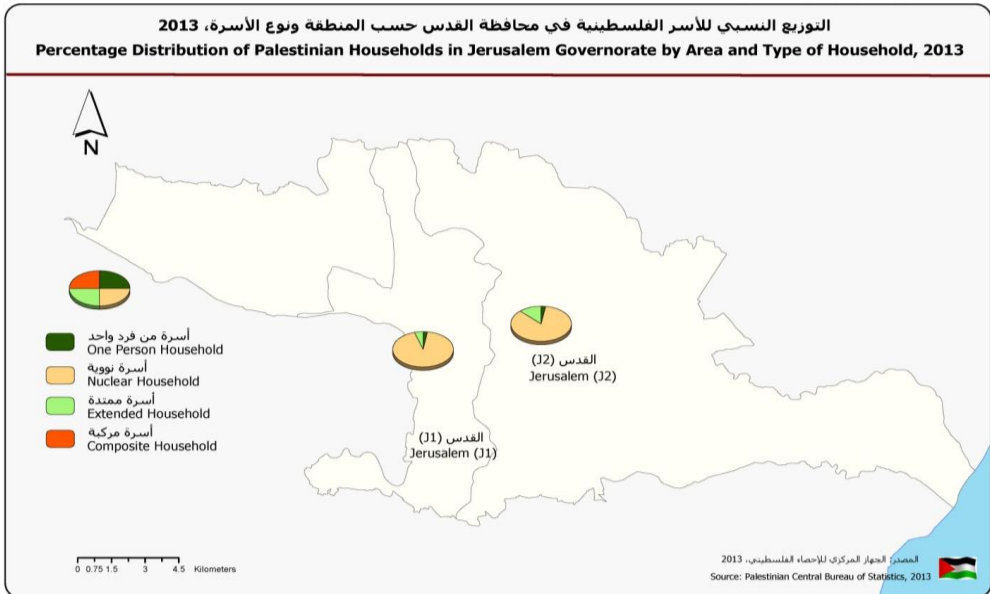 التوزيع النسبي للأسر الفلسطينية في محافظة القدس حسب المنطقة ونوع الأسرة، 2013
Percentage Distribution of Palestinian Households in Jerusalem Governorate by Area and Type of Household, 2013
N
أسرة من فرد واحد
One Person Household
أسرة نووية
Nuclear Household
أسرة ممتدة
Extended Household
أسرة مركبة
Composite Household
القدس (J2)
Jerusalem (J2)
القدس (J1)
Jerusalem (J1)
0 0.75 1.5 3 4.5 Kilometers
المصدر: الجهاز المركزي للإحصاء الفلسطيني، 2013
Source: Palestinian Central Bureau of Statistics, 2013